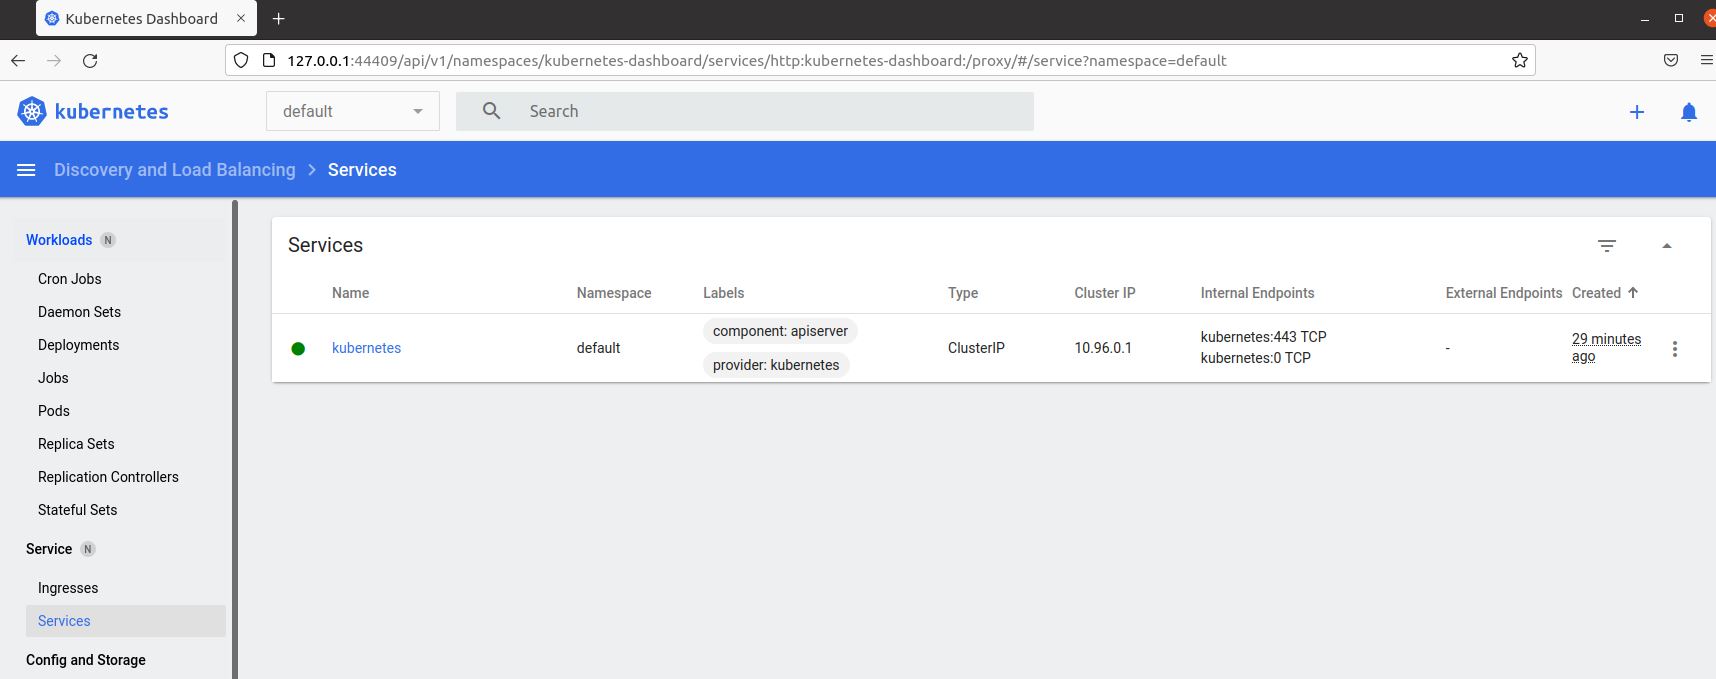 Kubernetes Dashboard
127.0.0.1:44409/api/v1/namespaces/kubernetes-dashboard/services/http:kubernetes-dashboard:/proxy/#/service?namespace=default
kubernetes
default
Search
Discovery and Load Balancing
Services
Workloads N
Cron Jobs
Daemon Sets
Deployments
Jobs
Pods
Replica Sets
Replication Controllers
Stateful Sets
Service N
Ingresses
Services
Config and Storage
Services
Name Namespace Labels Type Cluster IP Internal Endpoints External Endpoints Created
kubernetes
default
component: apiserver
provider: kubernetes
ClusterIP
10.96.0.1
kubernetes:443 TCP
kubernetes:0 TCP
-
29 minutes
ago